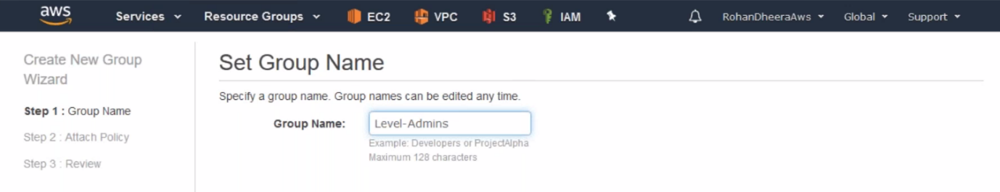 aws Services Resource Groups EC2 VPC S3 IAM RohanDheeraAws Global Support
Create New Group
Wizard
Step 1 : Group Name
Step 2 : Attach Policy
Step 3 : Review
Set Group Name
Specify a group name. Group names can be edited any time.
Group Name: Level-Admins
Example: Developers or ProjectAlpha
Maximum 128 characters